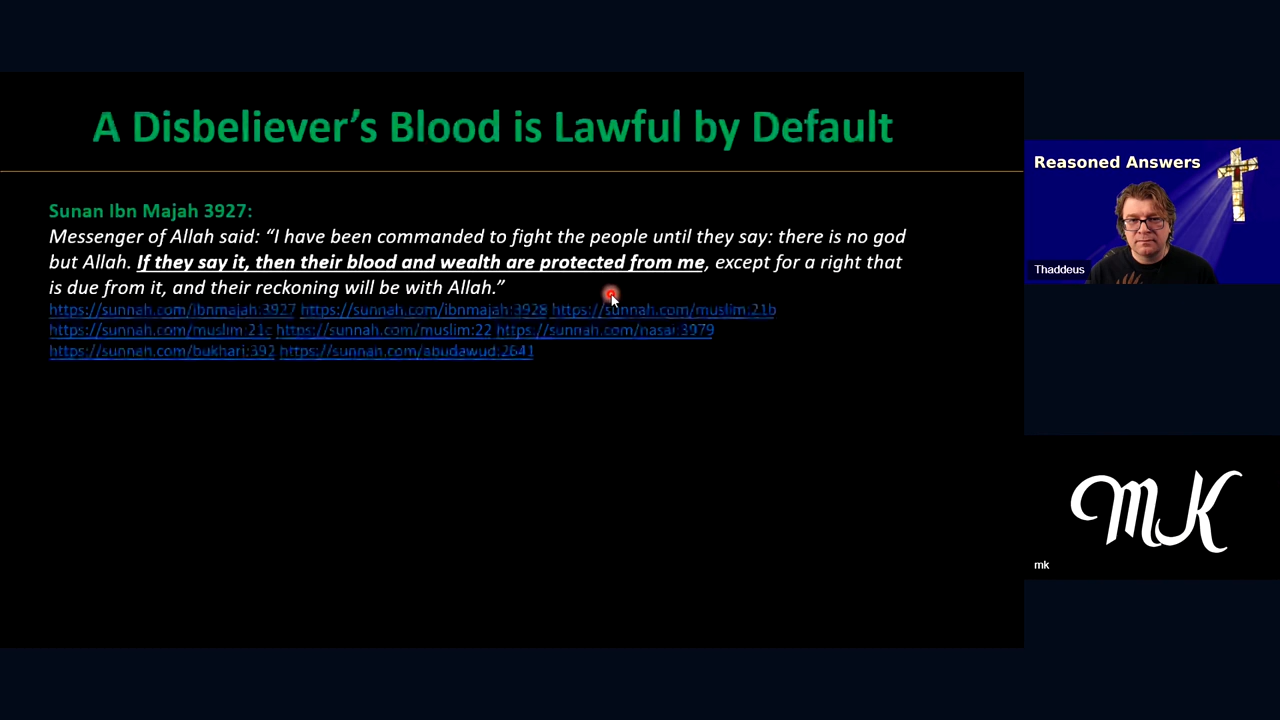 A Disbeliever's Blood is Lawful by Default
Sunan Ibn Majah 3927:
Messenger of Allah said: “I have been commanded to fight the people until they say: there is no god
but Allah. If they say it, then their blood and wealth are protected from me, except for a right that
is due from it, and their reckoning will be with Allah.”
https://sunnah.com/ibnmajah:3927 https://sunnah.com/ibnmajah:3928 https://sunnah.com/muslim:21b
https://sunnah.com/muslim:21c https://sunnah.com/muslim:22 https://sunnah.com/nasai:3979
https://sunnah.com/bukhari:392 https://sunnah.com/abudawud:2641
Reasoned Answers
Thaddeus
MK
mk